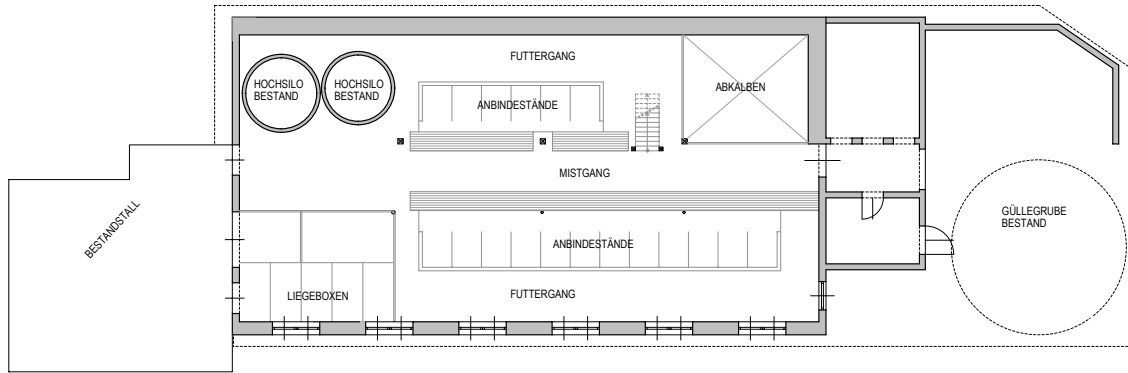 FUTTERGANG
HOCHSILO
BESTAND
HOCHSILO
BESTAND
ABKALBEN
ANBINDESTÄNDE
MISTGANG
BESTANDSTALL
GÜLLEGRUBE
BESTAND
ANBINDESTÄNDE
LIEGEBOXEN
FUTTERGANG